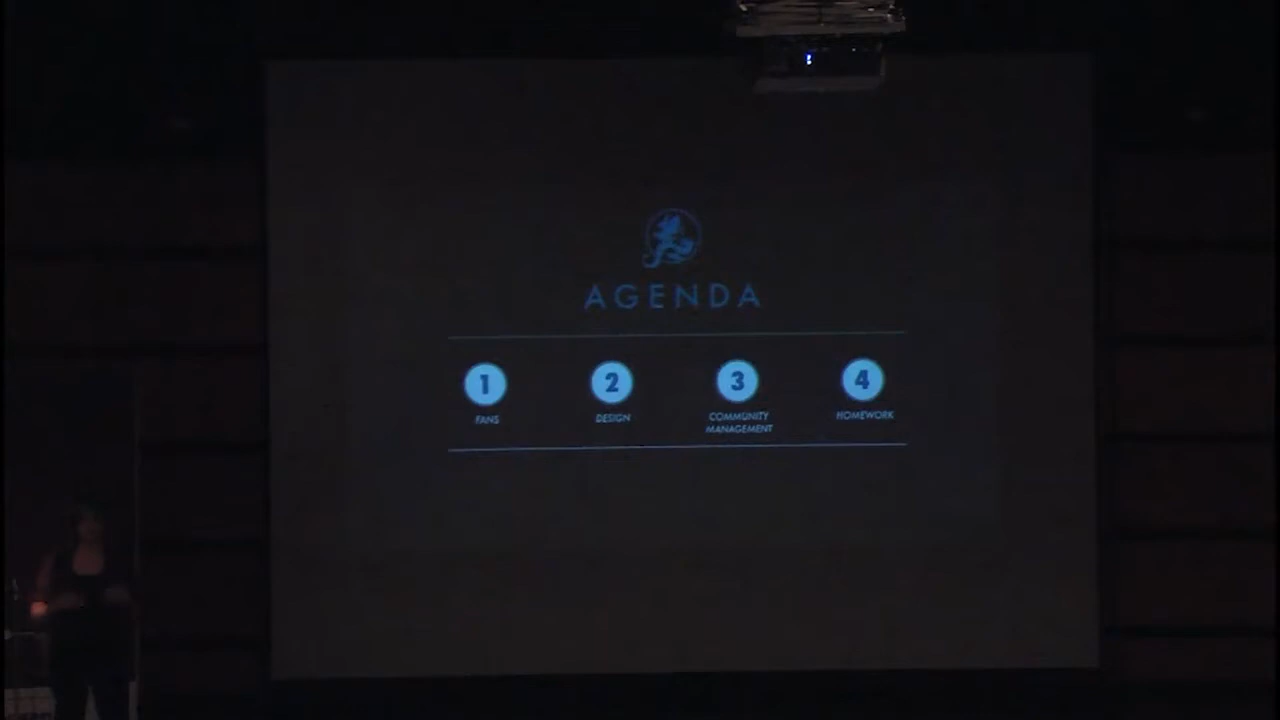 AGENDA
1
FANS
2
DESIGN
3
COMMUNITY
MANAGEMENT
4
HOMEWORK